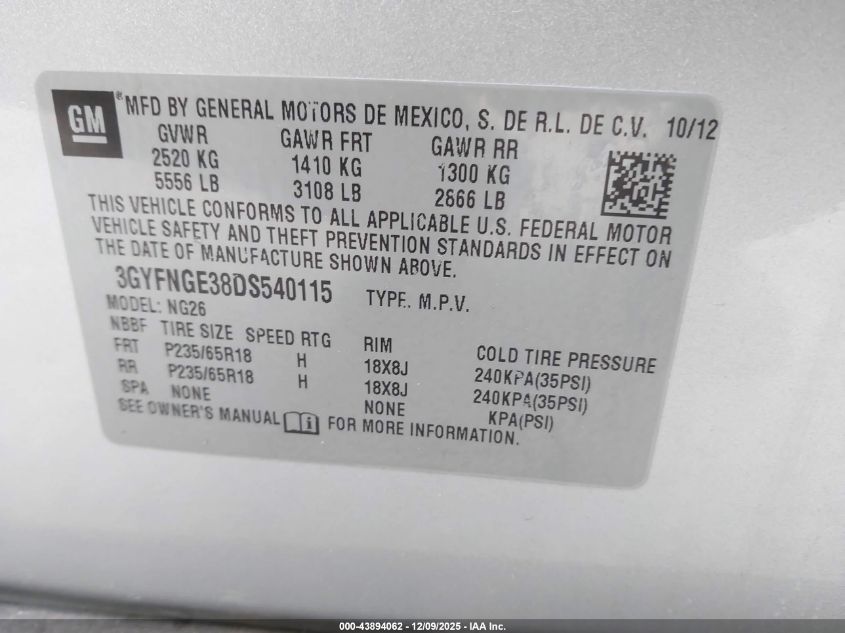 GM ® MFD BY GENERAL MOTORS DE MEXICO, S. DE R.L. DE C.V. 10/12
GVWR GAWR FRT GAWR RR
2520 KG 1410 KG 1300 KG
5556 LB 3108 LB 2866 LB
THIS VEHICLE CONFORMS TO ALL APPLICABLE U.S. FEDERAL MOTOR
VEHICLE SAFETY AND THEFT PREVENTION STANDARDS IN EFFECT ON
THE DATE OF MANUFACTURE SHOWN ABOVE.
3GYFNGE38DS540115 TYPE. M.P.V.
MODEL: NG26
NBBF TIRE SIZE SPEED RTG RIM COLD TIRE PRESSURE
FRT P235/65R18 H 18X8J 240KPA(35PSI)
RR P235/65R18 H 18X8J 240KPA(35PSI)
SPA NONE NONE KPA(PSI)
SEE OWNER'S MANUAL FOR MORE INFORMATION.
000-43894062 - 12/09/2025 - IAA Inc.